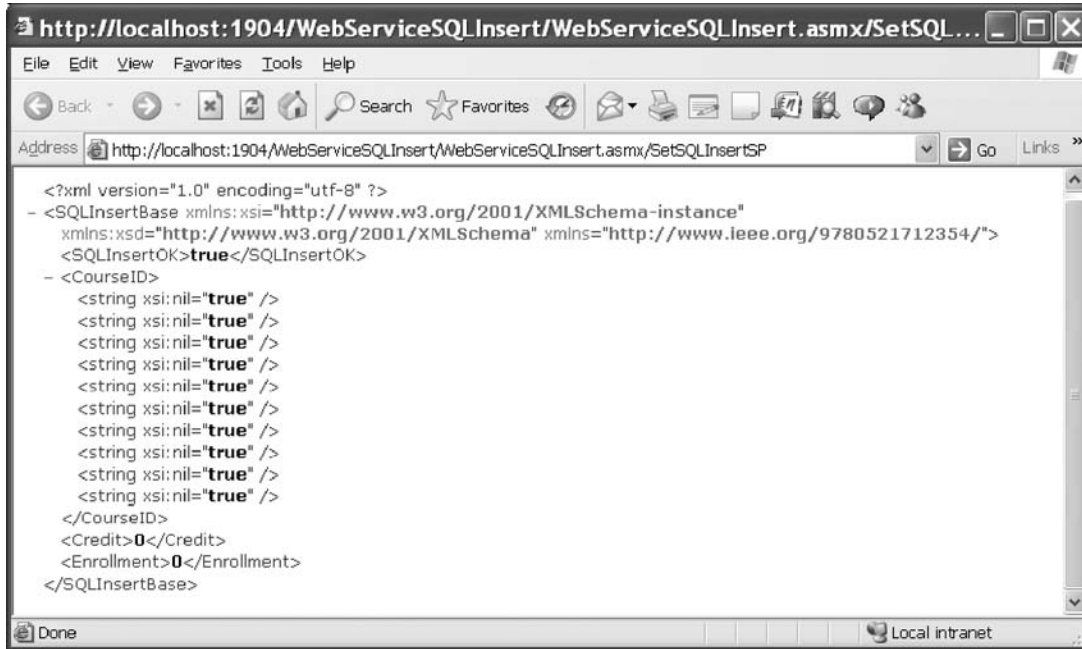 http://localhost:1904/WebServiceSQLInsert/WebServiceSQLInsert.asmx/SetSQL...
File Edit View Favorites Tools Help
Back Search Favorites
Address http://localhost:1904/WebServiceSQLInsert/WebServiceSQLInsert.asmx/SetSQLInsertSP Go Links »
<?xml version="1.0" encoding="utf-8" ?>
- <SQLInsertBase xmlns:xsi="http://www.w3.org/2001/XMLSchema-instance"
xmlns:xsd="http://www.w3.org/2001/XMLSchema" xmlns="http://www.ieee.org/9780521712354/">
<SQLInsertOK>true</SQLInsertOK>
- <CourseID>
<string xsi:nil="true" />
<string xsi:nil="true" />
<string xsi:nil="true" />
<string xsi:nil="true" />
<string xsi:nil="true" />
<string xsi:nil="true" />
<string xsi:nil="true" />
<string xsi:nil="true" />
<string xsi:nil="true" />
<string xsi:nil="true" />
</CourseID>
<Credit>0</Credit>
<Enrollment>0</Enrollment>
</SQLInsertBase>
Done Local intranet